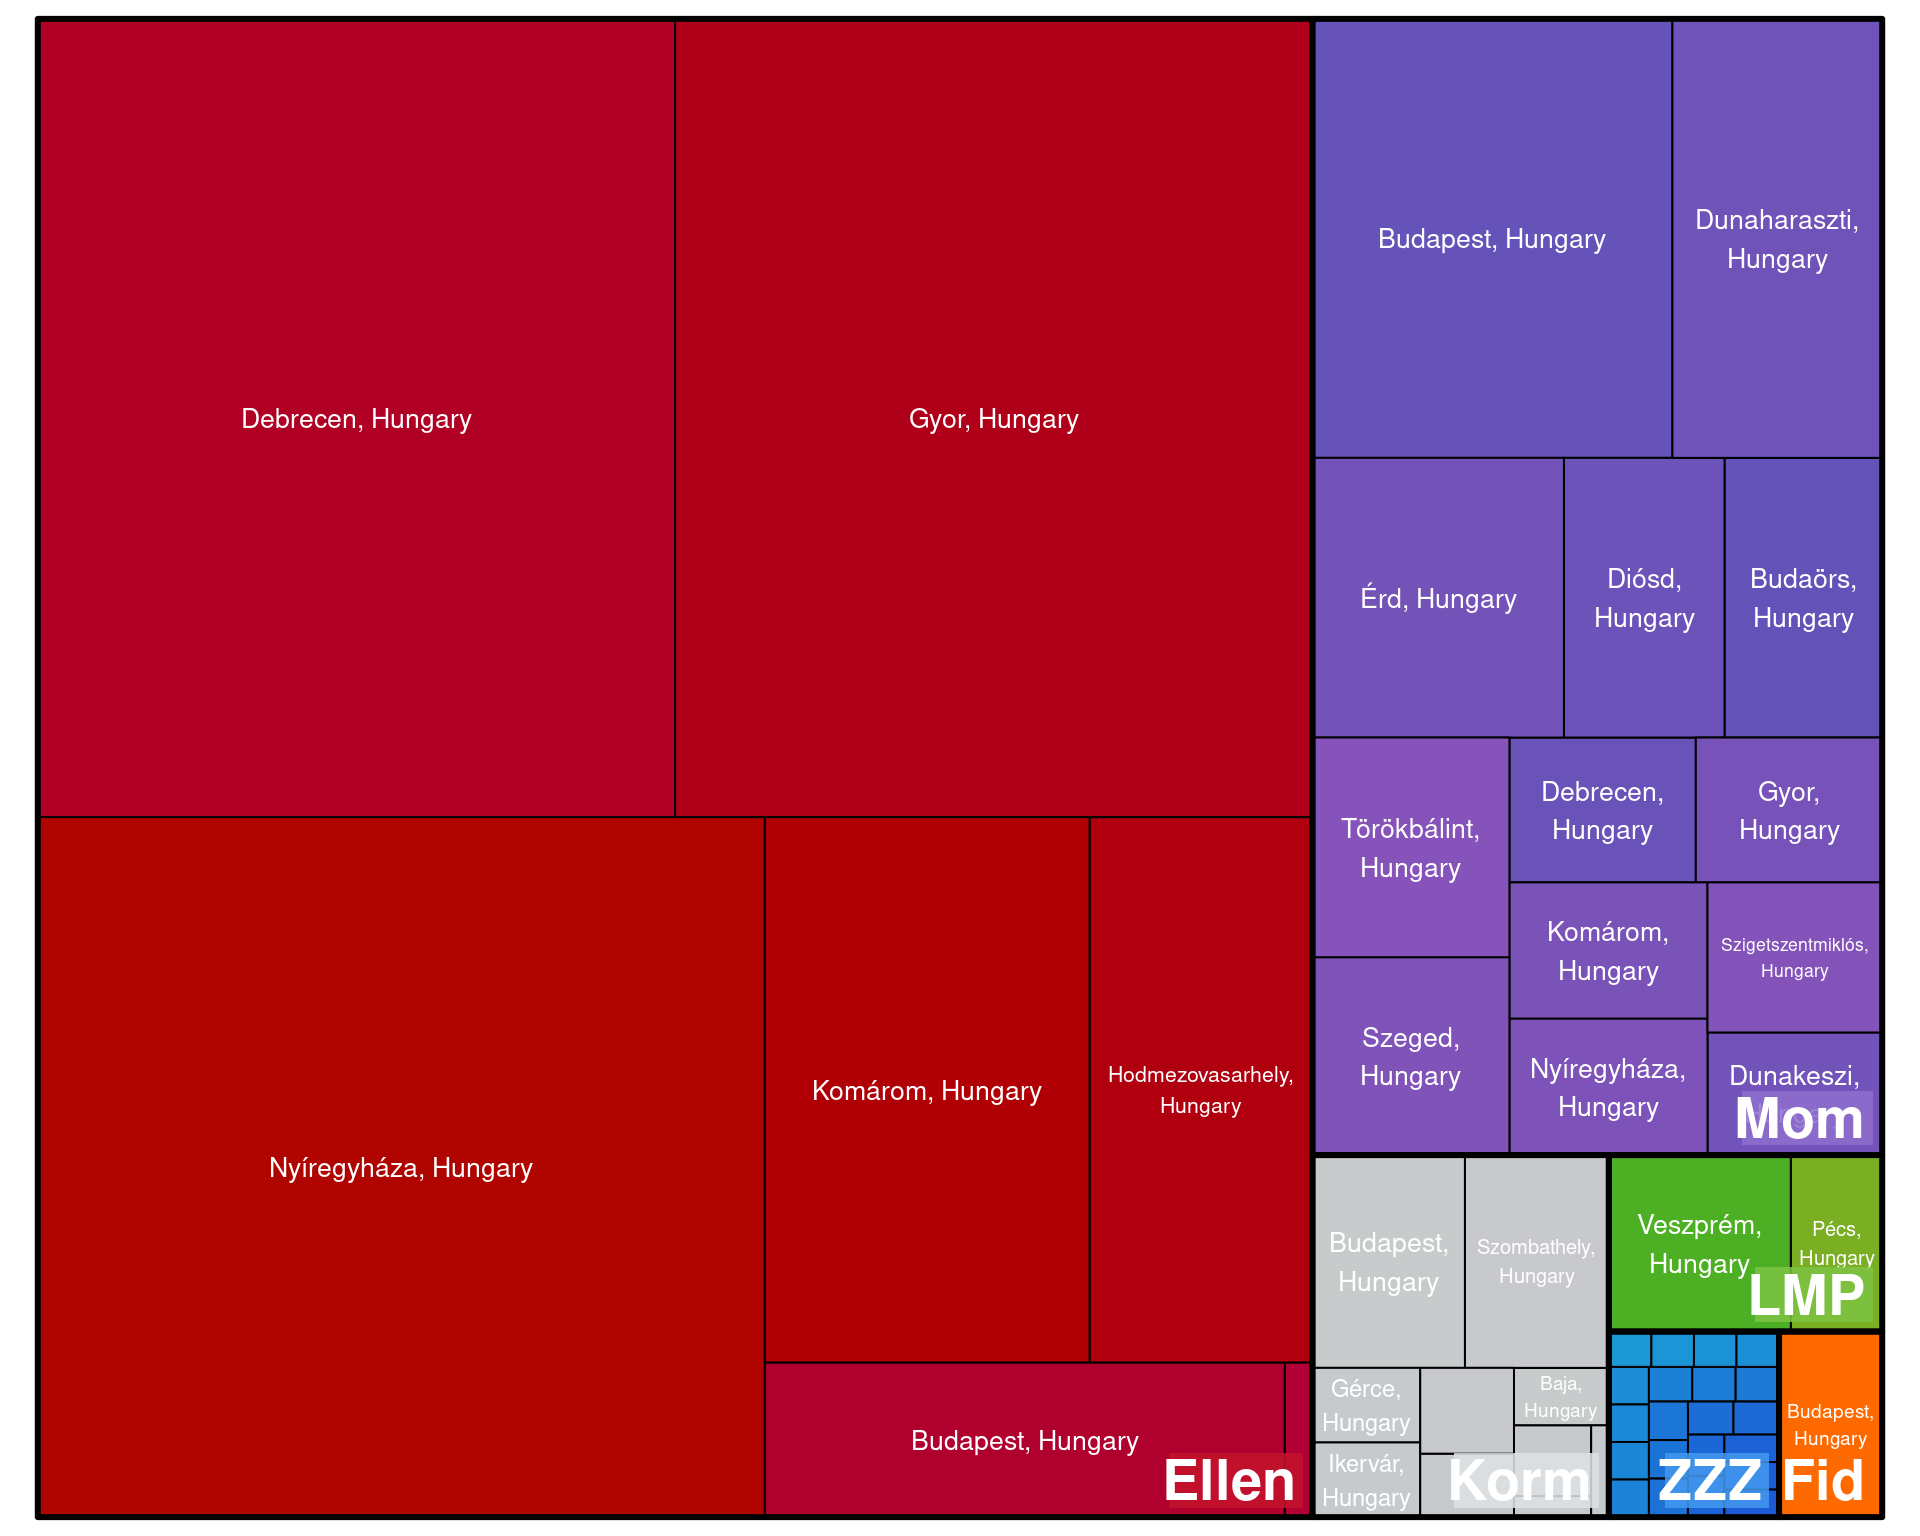 Debrecen, Hungary
Gyor, Hungary
Nyíregyháza, Hungary
Komárom, Hungary
Hodmezovasarhely,
Hungary
Budapest, Hungary
Ellen
Budapest, Hungary
Dunaharaszti,
Hungary
Érd, Hungary
Diósd,
Hungary
Budaörs,
Hungary
Törökbálint,
Hungary
Debrecen,
Hungary
Gyor,
Hungary
Komárom,
Hungary
Szigetszentmiklós,
Hungary
Szeged,
Hungary
Nyíregyháza,
Hungary
Dunakeszi,
Mom
Budapest,
Hungary
Szombathely,
Hungary
Gérce,
Hungary
Baja,
Hungary
Ikervár,
Hungary
Korm
Veszprém,
Hungary
Pécs,
Hungary
LMP
ZZZ
Budapest,
Hungary
Fid